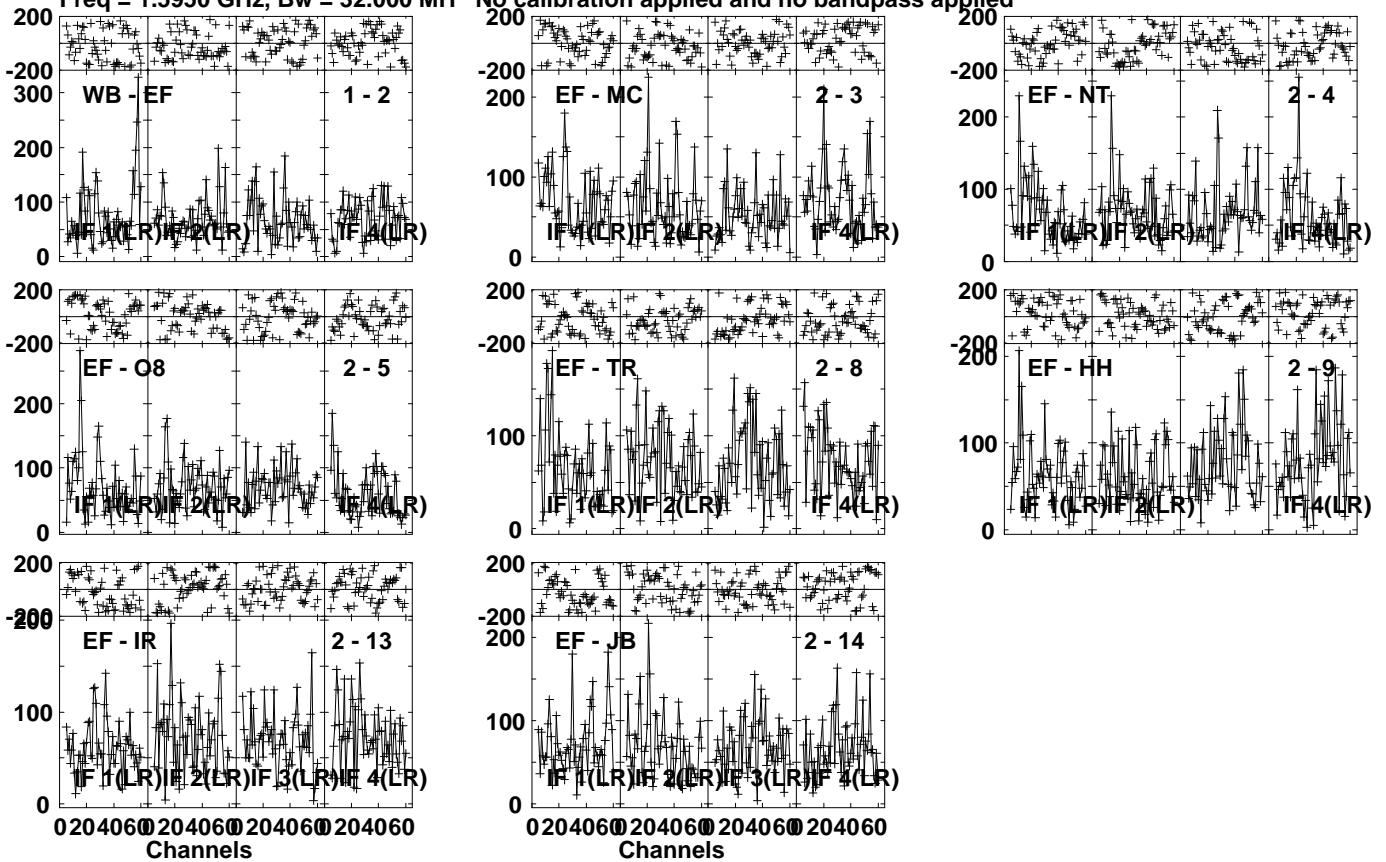 Freq = 1.5950 GHz, Bw = 32.000 MH No calibration applied and no bandpass applied
200
-200
300
200
100
0
WB - EF 1 - 2
IF 1(LR) IF 2(LR) IF 4(LR)
200
-200
200
100
0
EF - MC 2 - 3
IF 1(LR) IF 2(LR) IF 4(LR)
200
-200
200
100
0
EF - NT 2 - 4
IF 1(LR) IF 2(LR) IF 4(LR)
200
-200
200
100
0
EF - O8 2 - 5
IF 1(LR) IF 2(LR) IF 4(LR)
200
-200
100
0
EF - TR 2 - 8
IF 1(LR) IF 2(LR) IF 4(LR)
200
-200
200
100
0
EF - HH 2 - 9
IF 1(LR) IF 2(LR) IF 4(LR)
200
-200
200
100
0
EF - IR 2 - 13
IF 1(LR) IF 2(LR) IF 3(LR) IF 4(LR)
0 20 40 60 0 20 40 60 0 20 40 60 0 20 40 60
Channels
200
-200
200
100
0
EF - JB 2 - 14
IF 1(LR) IF 2(LR) IF 3(LR) IF 4(LR)
0 20 40 60 0 20 40 60 0 20 40 60 0 20 40 60
Channels